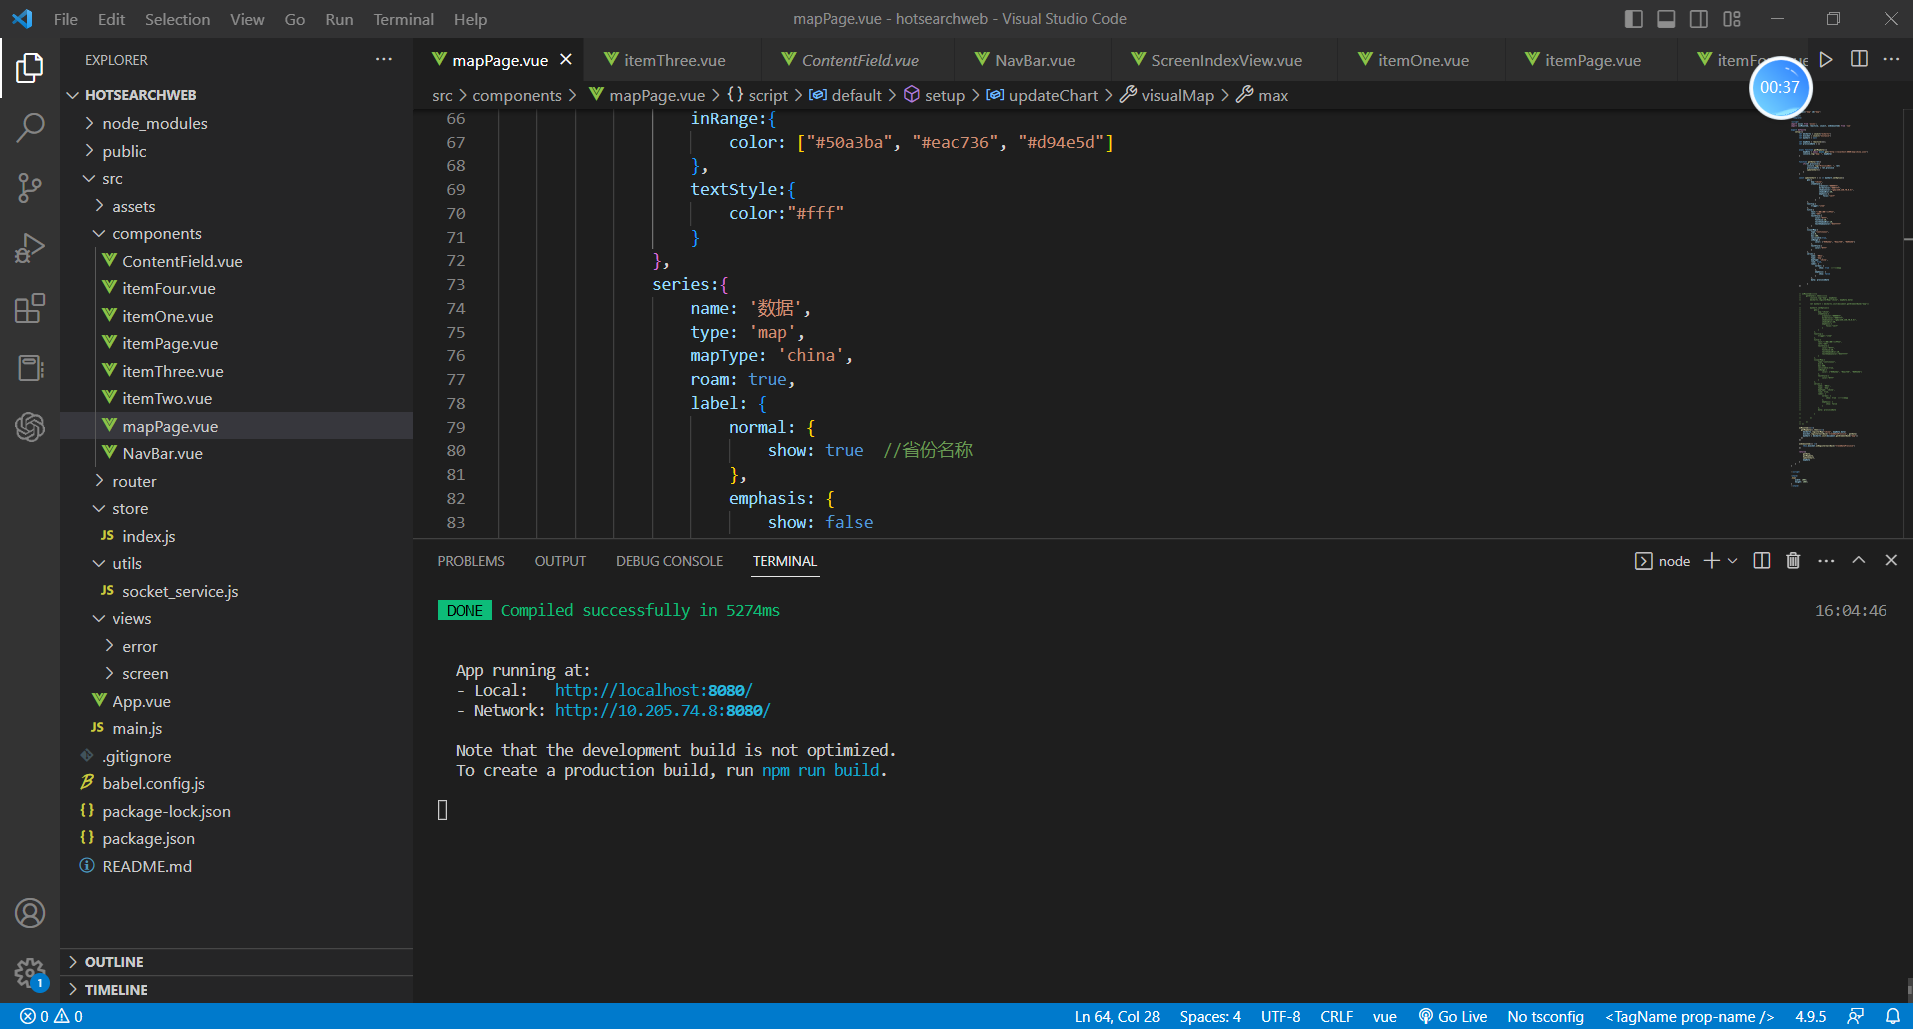 File Edit Selection View Go Run Terminal Help
mapPage.vue - hotsearchweb - Visual Studio Code
EXPLORER
HOTSEARCHWEB
node_modules
public
src
assets
components
ContentField.vue
itemFour.vue
itemOne.vue
itemPage.vue
itemThree.vue
itemTwo.vue
mapPage.vue
NavBar.vue
router
store
JS index.js
utils
JS socket_service.js
views
error
screen
App.vue
JS main.js
.gitignore
babel.config.js
{} package-lock.json
{} package.json
README.md
OUTLINE
TIMELINE
1
mapPage.vue itemThree.vue ContentField.vue NavBar.vue ScreenIndexView.vue itemOne.vue itemPage.vue
00:37
src > components > mapPage.vue > {} script > default > setup > updateChart > visualMap > max
66 inRange:{
67 color: ["#50a3ba", "#eac736", "#d94e5d"]
68 },
69 textStyle:{
70 color:"#fff"
71 }
72 },
73 series:{
74 name: '数据',
75 type: 'map',
76 mapType: 'china',
77 roam: true,
78 label: {
79 normal: {
80 show: true //省份名称
81 },
82 emphasis: {
83 show: false
PROBLEMS OUTPUT DEBUG CONSOLE TERMINAL
node
DONE Compiled successfully in 5274ms 16:04:46
App running at:
- Local: http://localhost:8080/
- Network: http://10.205.74.8:8080/
Note that the development build is not optimized.
To create a production build, run npm run build.
0 0 Ln 64, Col 28 Spaces: 4 UTF-8 CRLF vue Go Live No tsconfig <TagName prop-name /> 4.9.5